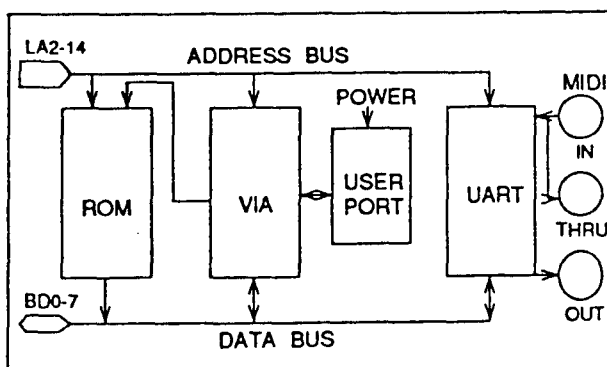 LA2-14
ADDRESS BUS
POWER
MIDI
IN
ROM
VIA
USER
PORT
UART
THRU
BD0-7
DATA BUS
OUT